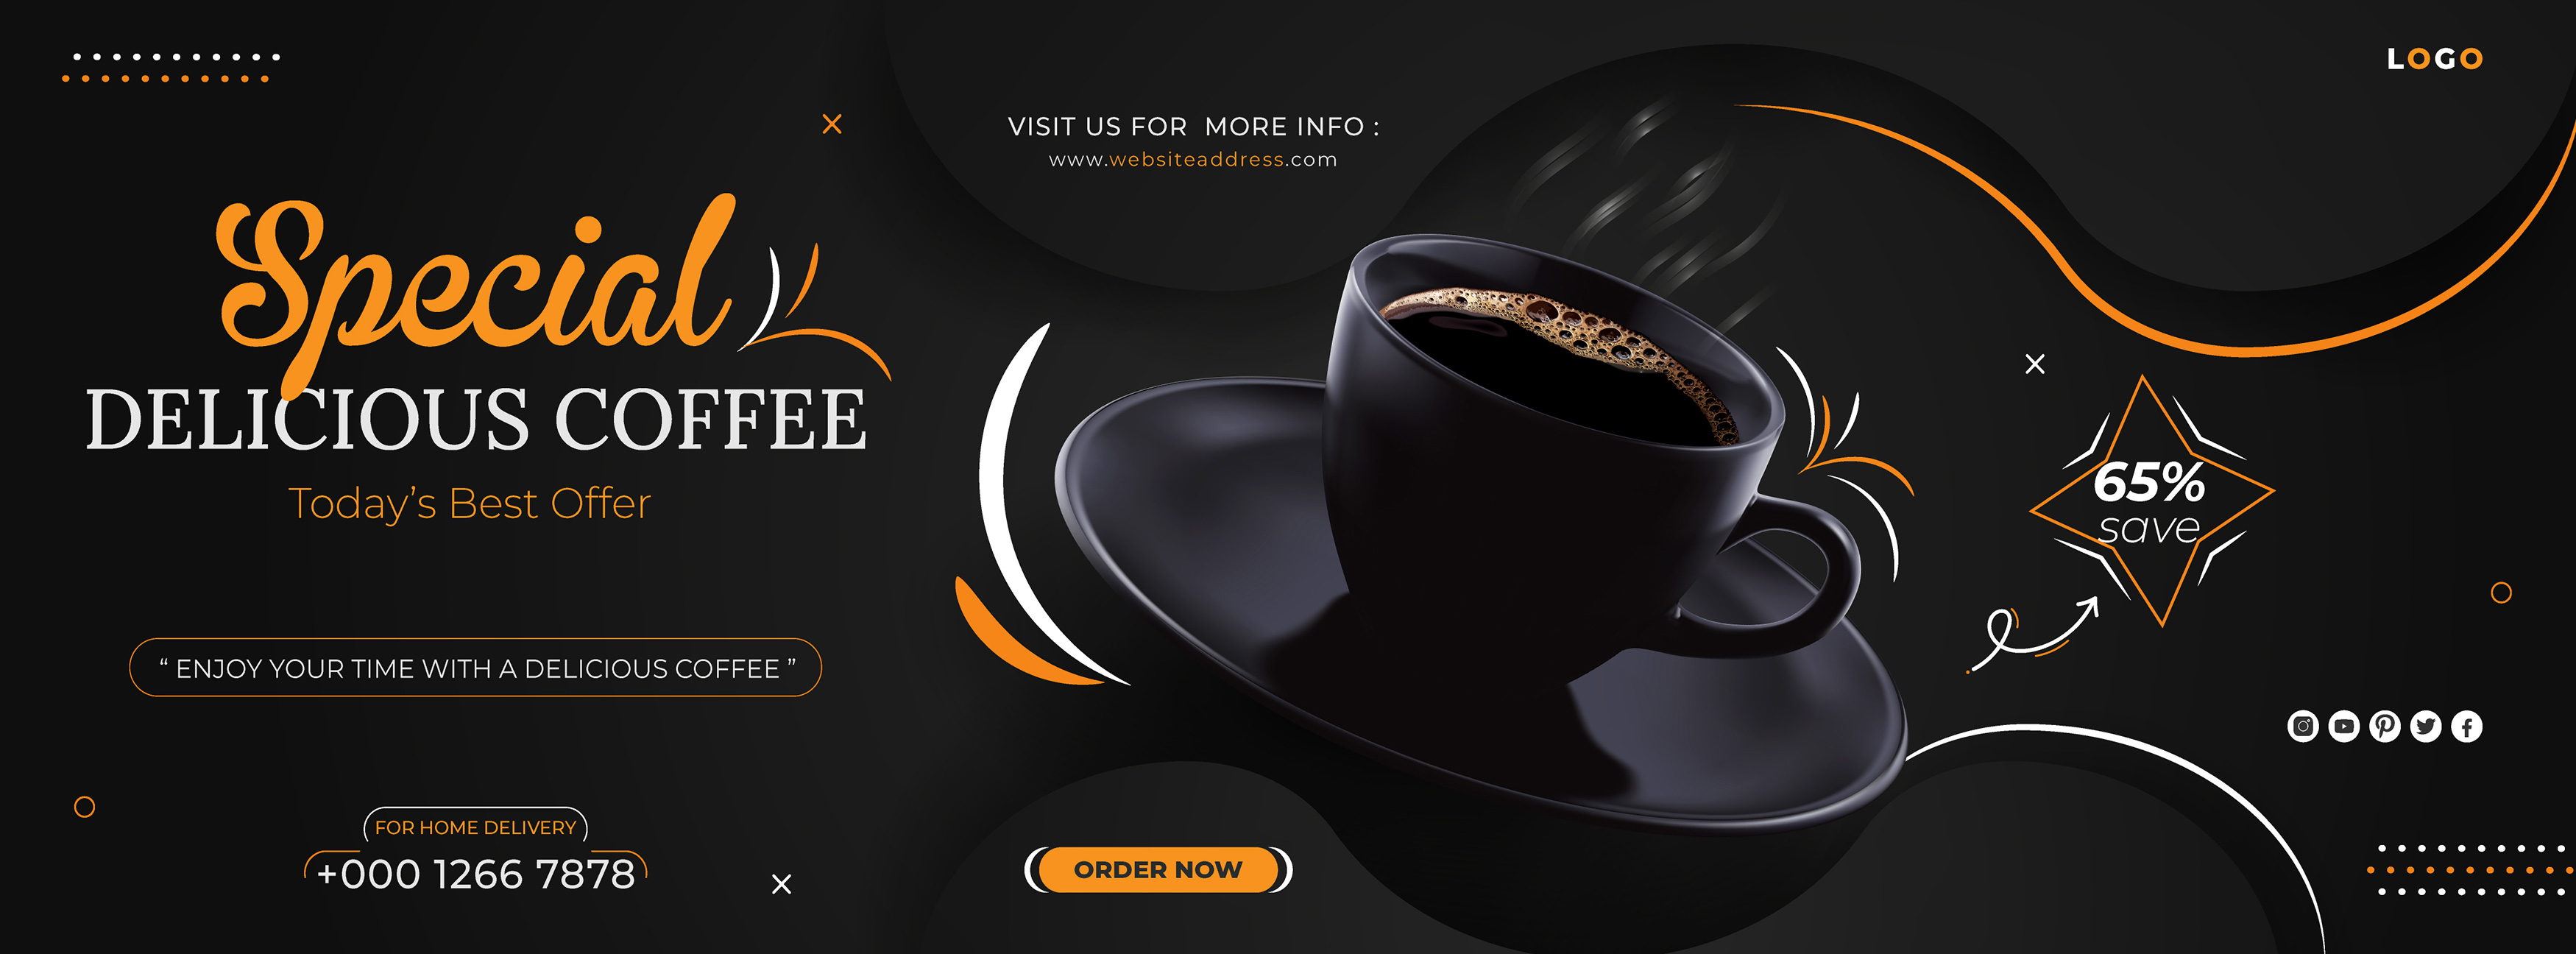 LOGO
VISIT US FOR MORE INFO :
www.websiteaddress.com
Special
DELICIOUS COFFEE
Today’s Best Offer
65%
save
“ ENJOY YOUR TIME WITH A DELICIOUS COFFEE ”
FOR HOME DELIVERY
+000 1266 7878
ORDER NOW